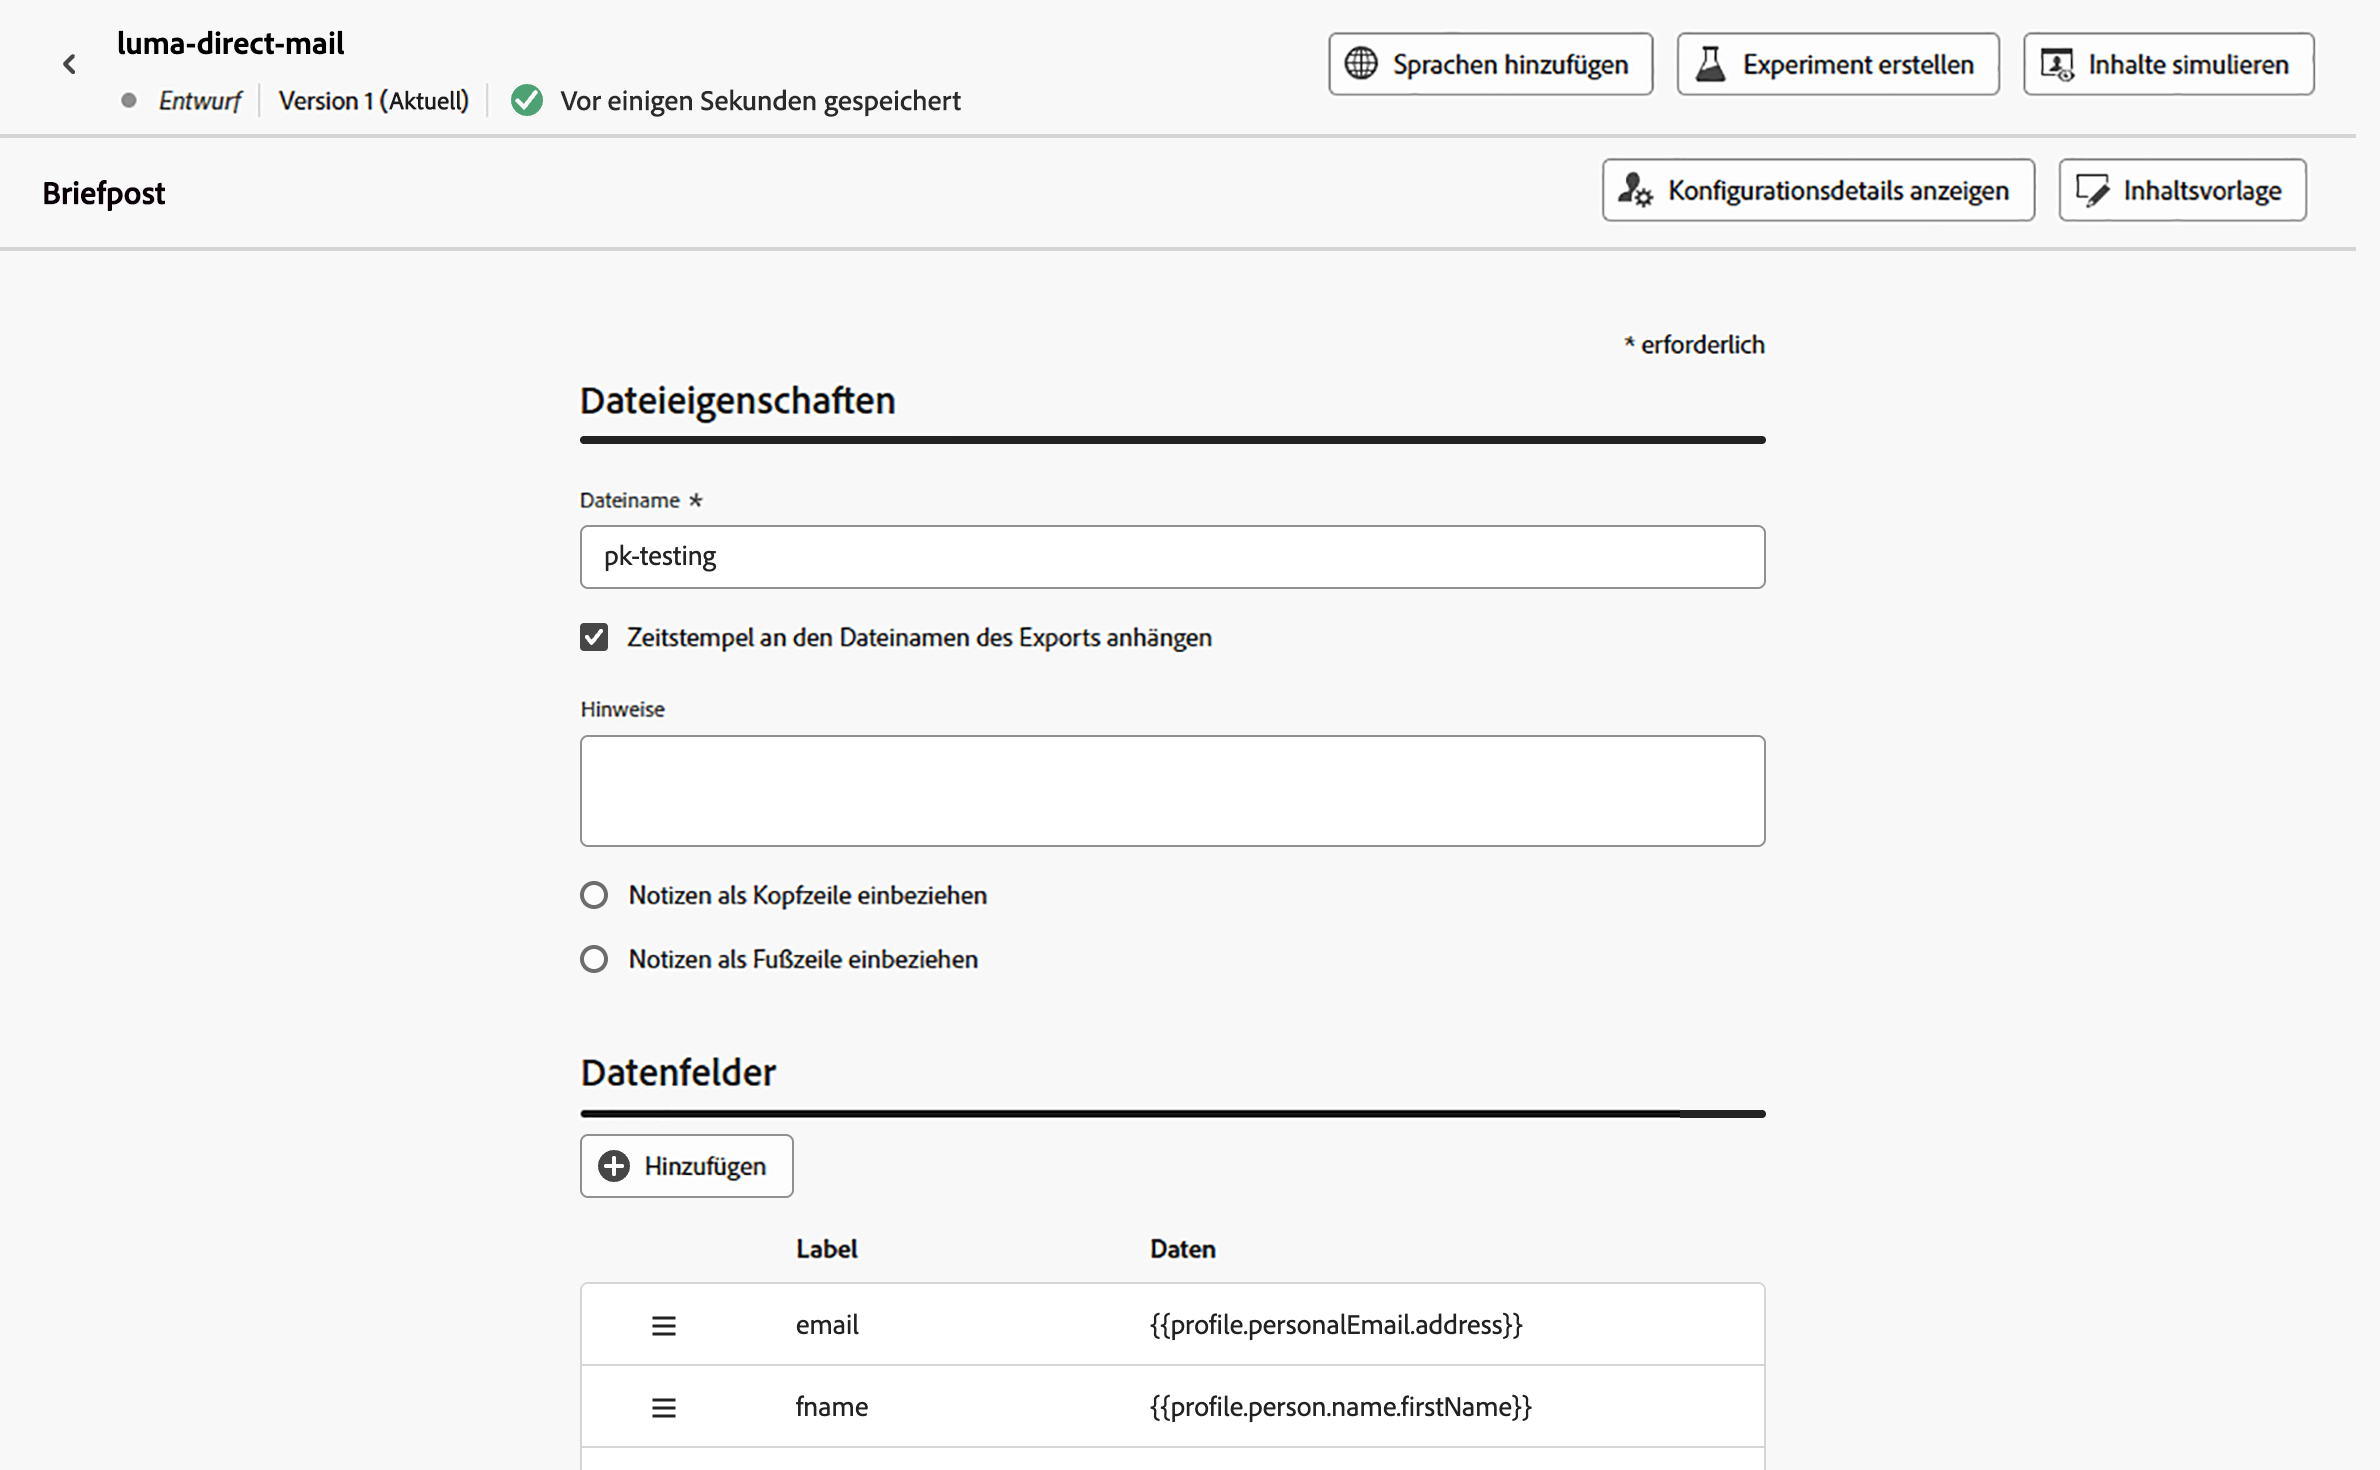 luma-direct-mail
Entwurf Version 1 (Aktuell) Vor einigen Sekunden gespeichert
Sprachen hinzufügen Experiment erstellen Inhalte simulieren
Briefpost
Konfigurationsdetails anzeigen Inhaltsvorlage
* erforderlich
Dateieigenschaften
Dateiname *
pk-testing
Zeitstempel an den Dateinamen des Exports anhängen
Hinweise
Notizen als Kopfzeile einbeziehen
Notizen als Fußzeile einbeziehen
Datenfelder
Hinzufügen
Label Daten
email {{profile.personalEmail.address}}
fname {{profile.person.name.firstName}}